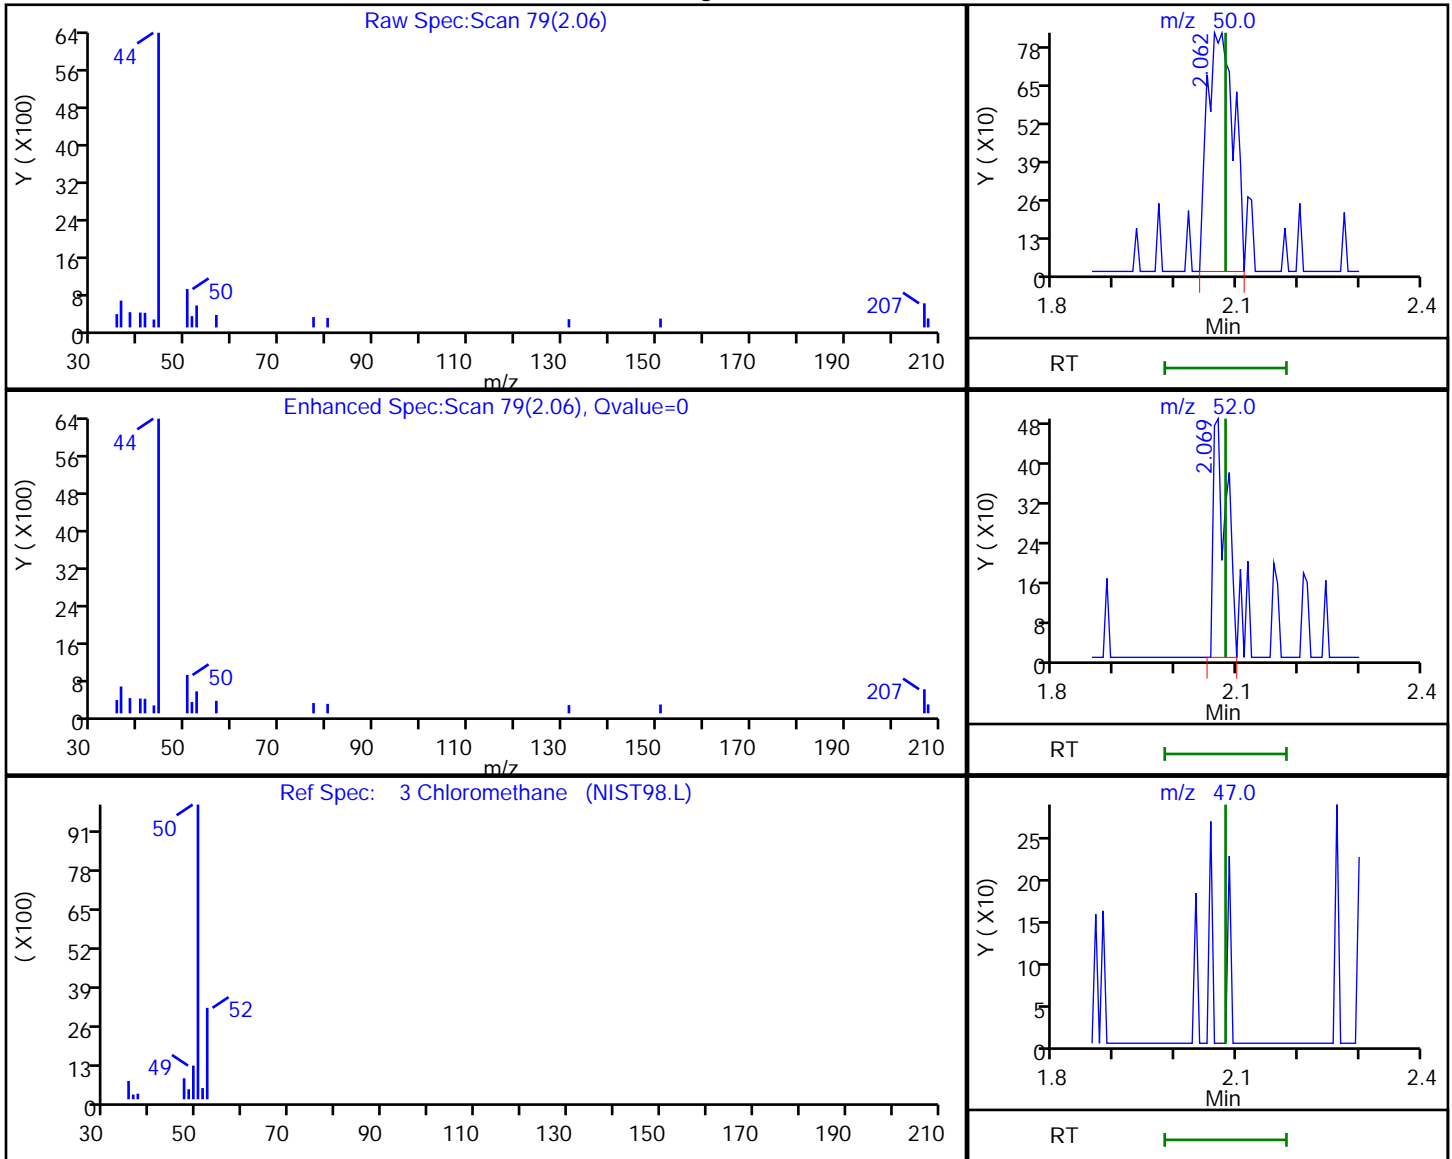 Raw Spec:Scan 79(2.06)
Y ( X100)
64
56
48
40
32
24
16
8
0
44
50
207
30 50 70 90 110 130 150 170 190 210
m/z
m/z 50.0
Y ( X10)
78
65
52
39
26
13
0
2.062
1.8 2.1 2.4
Min
RT
Enhanced Spec:Scan 79(2.06), Qvalue=0
Y ( X100)
64
56
48
40
32
24
16
8
0
44
50
207
30 50 70 90 110 130 150 170 190 210
m/z
m/z 52.0
Y ( X10)
48
40
32
24
16
8
0
2.069
1.8 2.1 2.4
Min
RT
Ref Spec: 3 Chloromethane (NIST98.L)
( X100)
91
78
65
52
39
26
13
0
50
52
49
30 50 70 90 110 130 150 170 190 210
m/z 47.0
Y ( X10)
25
20
15
10
5
0
1.8 2.1 2.4
Min
RT